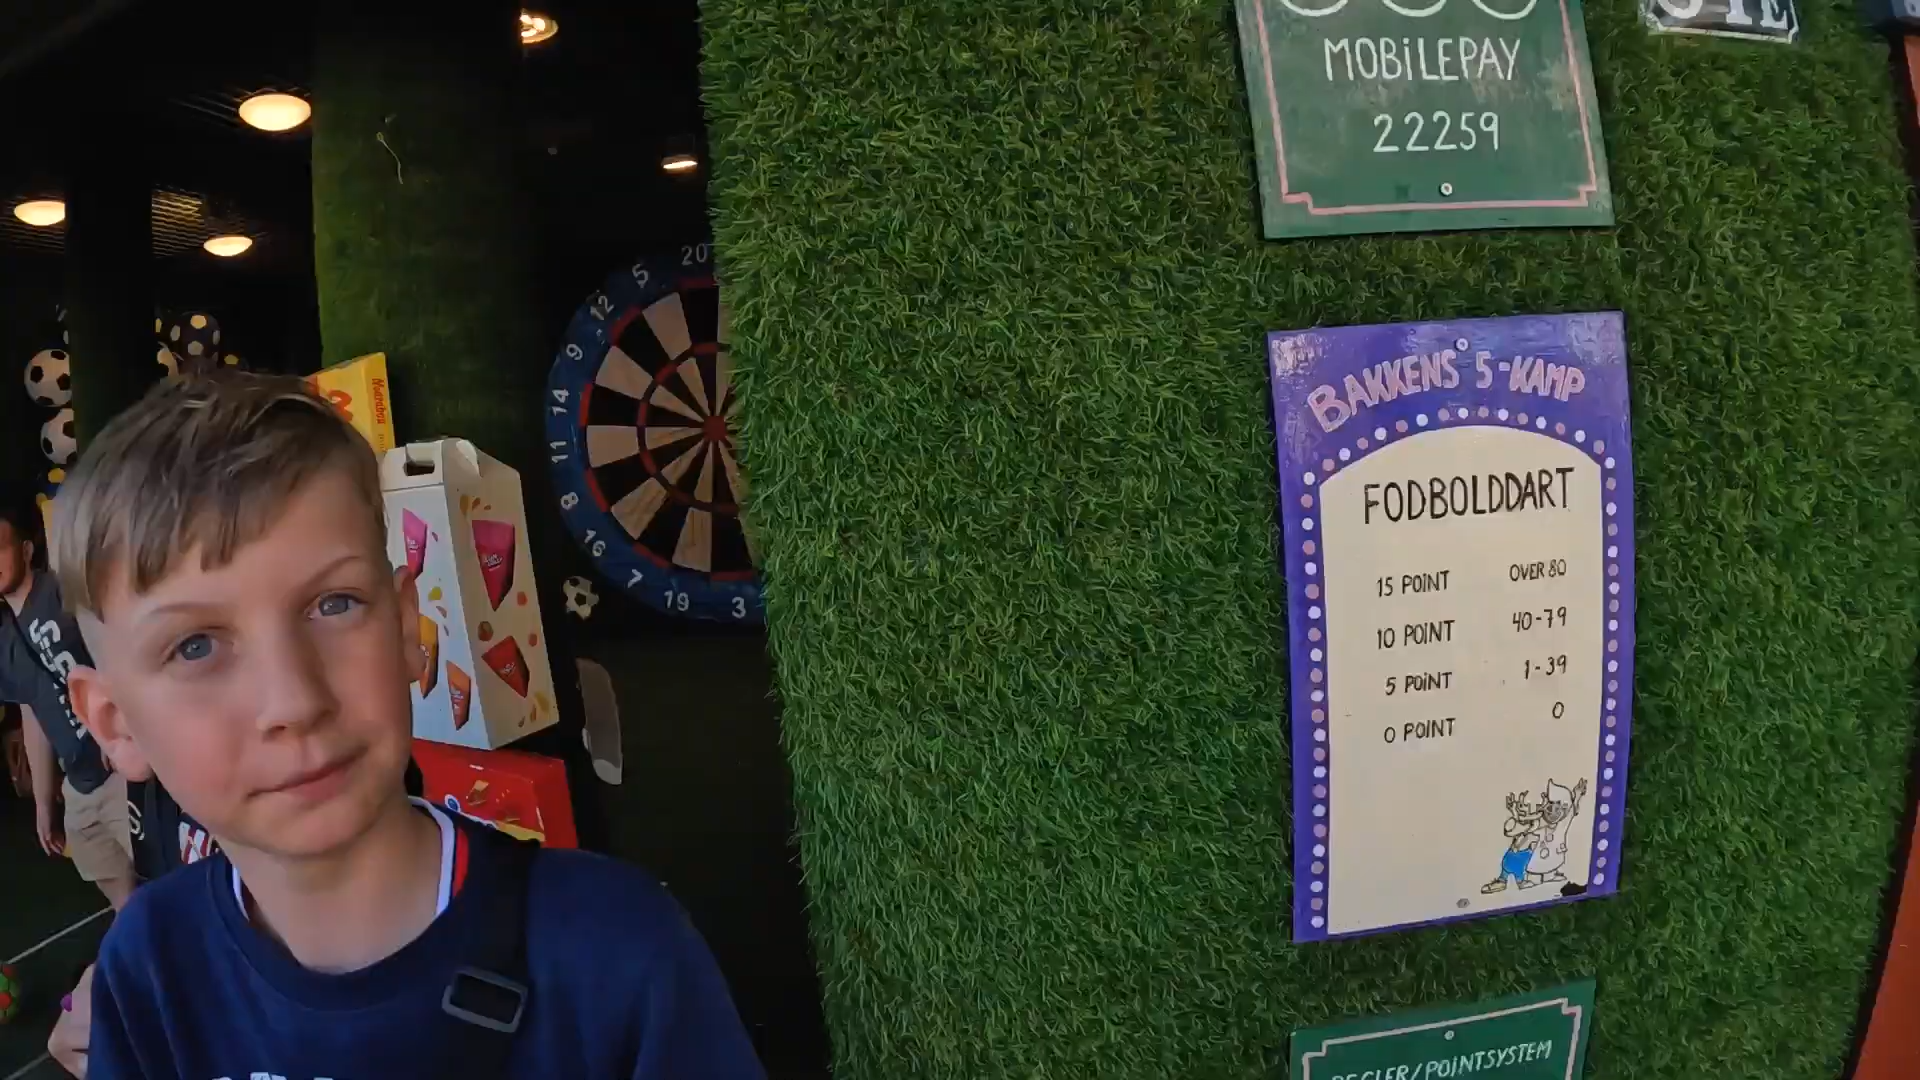 MOBILEPAY
22259
BAKKENS 5-KAMP
FODBOLDDART
15 POINT OVER 80
10 POINT 40-79
5 POINT 1-39
0 POINT 0
REGLER/POINTSYSTEM
20
5
12
9
14
11
8
16
7
19
3